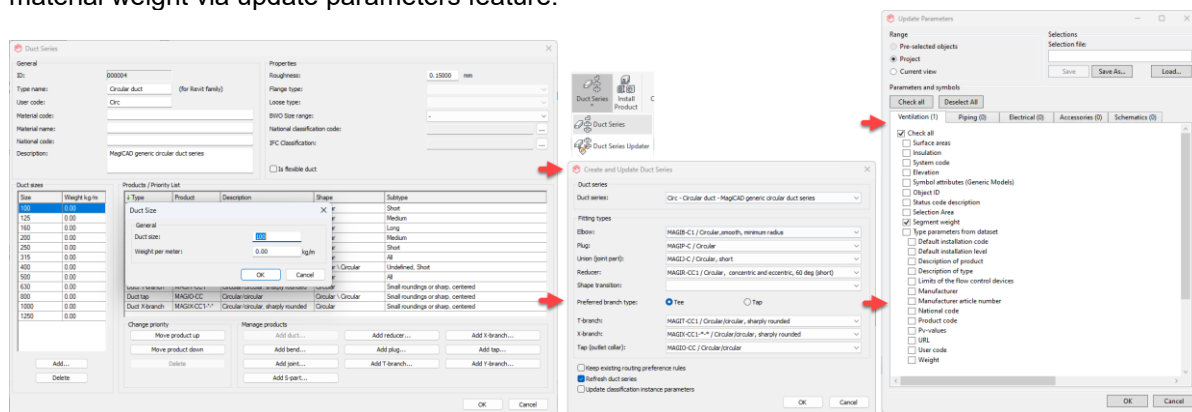 material weight via update parameters feature.
Duct Series
General
ID: 000004
Type name: Circular duct (for Revit family)
User code: Circ
Material code:
Material name:
National code:
Description: MagiCAD generic circular duct series
Properties
Roughness: 0.15000 mm
Flange type:
Loose type:
BWO Size range: -
National classification code: ...
IFC Classification: ...
Is flexible duct
Duct sizes
Size Weight kg/m
100 0.00
125 0.00
160 0.00
200 0.00
250 0.00
315 0.00
400 0.00
500 0.00
630 0.00
800 0.00
1000 0.00
1250 0.00
Add...
Delete
Products / Priority List
Type Product Description Shape Subtype
Short
Medium
Long
Medium
Short
All
Circular \ Circular Undefined, Short
All
Duct T-branch MAGIT-CC1 Circular/circular, sharply rounded Circular Small roundings or sharp, centered
Duct tap MAGIO-CC Circular/circular Circular \ Circular Small roundings or sharp, centered
Duct X-branch MAGIX-CC1-*-* Circular/circular, sharply rounded Circular Small roundings or sharp, centered
Duct Size
General
Duct size: 100
Weight per meter: 0.00 kg/m
OK Cancel
Change priority
Move product up
Move product down
Delete
Manage products
Add duct... Add reducer... Add X-branch...
Add bend... Add plug... Add tap...
Add joint... Add T-branch... Add Y-branch...
Add S-part...
OK Cancel
Duct Series
Install Product
C
Duct Series
Duct Series Updater
Create and Update Duct Series
Duct series
Duct series: Circ - Circular duct - MagiCAD generic circular duct series
Fitting types
Elbow: MAGIB-C1 / Circular,smooth, minimum radius
Plug: MAGIP-C / Circular
Union (joint part): MAGIJ-C / Circular, short
Reducer: MAGIR-CC1 / Circular, concentric and eccentric, 60 deg (short)
Shape transition:
Preferred branch type: Tee Tap
T-branch: MAGIT-CC1 / Circular/circular, sharply rounded
X-branch: MAGIX-CC1-*-* / Circular/circular, sharply rounded
Tap (outlet collar): MAGIO-CC / Circular/circular
Keep existing routing preference rules
Refresh duct series
Update classification instance parameters
OK Cancel
Update Parameters
Range
Pre-selected objects
Project
Current view
Selections
Selection file:
Save Save As... Load...
Parameters and symbols
Check all Deselect All
Ventilation (1) Piping (0) Electrical (0) Accessories (0) Schematics (0)
Check all
Surface areas
Insulation
System code
Elevation
Symbol attributes (Generic Models)
Object ID
Status code description
Selection Area
Segment weight
Type parameters from dataset
Default installation code
Default installation level
Description of product
Description of type
Limits of the flow control devices
Manufacturer
Manufacturer article number
National code
Product code
Pv-values
URL
User code
Weight
OK Cancel